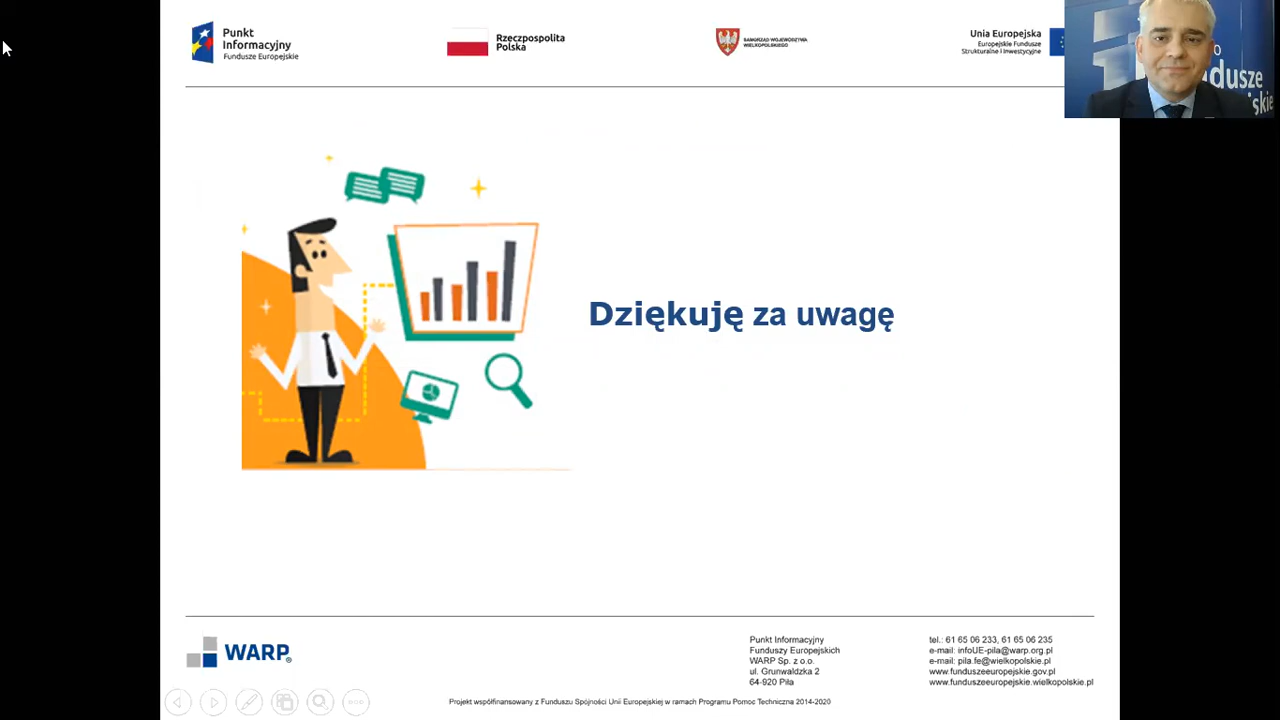 Punkt
Informacyjny
Fundusze Europejskie
Rzeczpospolita
Polska
SAMORZĄD WOJEWÓDZTWA
WIELKOPOLSKIEGO
Unia Europejska
Europejskie Fundusze
Strukturalne i Inwestycyjne
Dziękuję za uwagę
WARP®
Punkt Informacyjny
Funduszy Europejskich
WARP Sp. z o.o.
ul. Grunwaldzka 2
64-920 Piła
tel.: 61 65 06 233, 61 65 06 235
e-mail: infoUE-pila@warp.org.pl
e-mail: pila.fe@wielkopolskie.pl
www.funduszeeuropejskie.gov.pl
www.funduszeeuropejskie.wielkopolskie.pl
Projekt współfinansowany z Funduszu Spójności Unii Europejskiej w ramach Programu Pomoc Techniczna 2014-2020